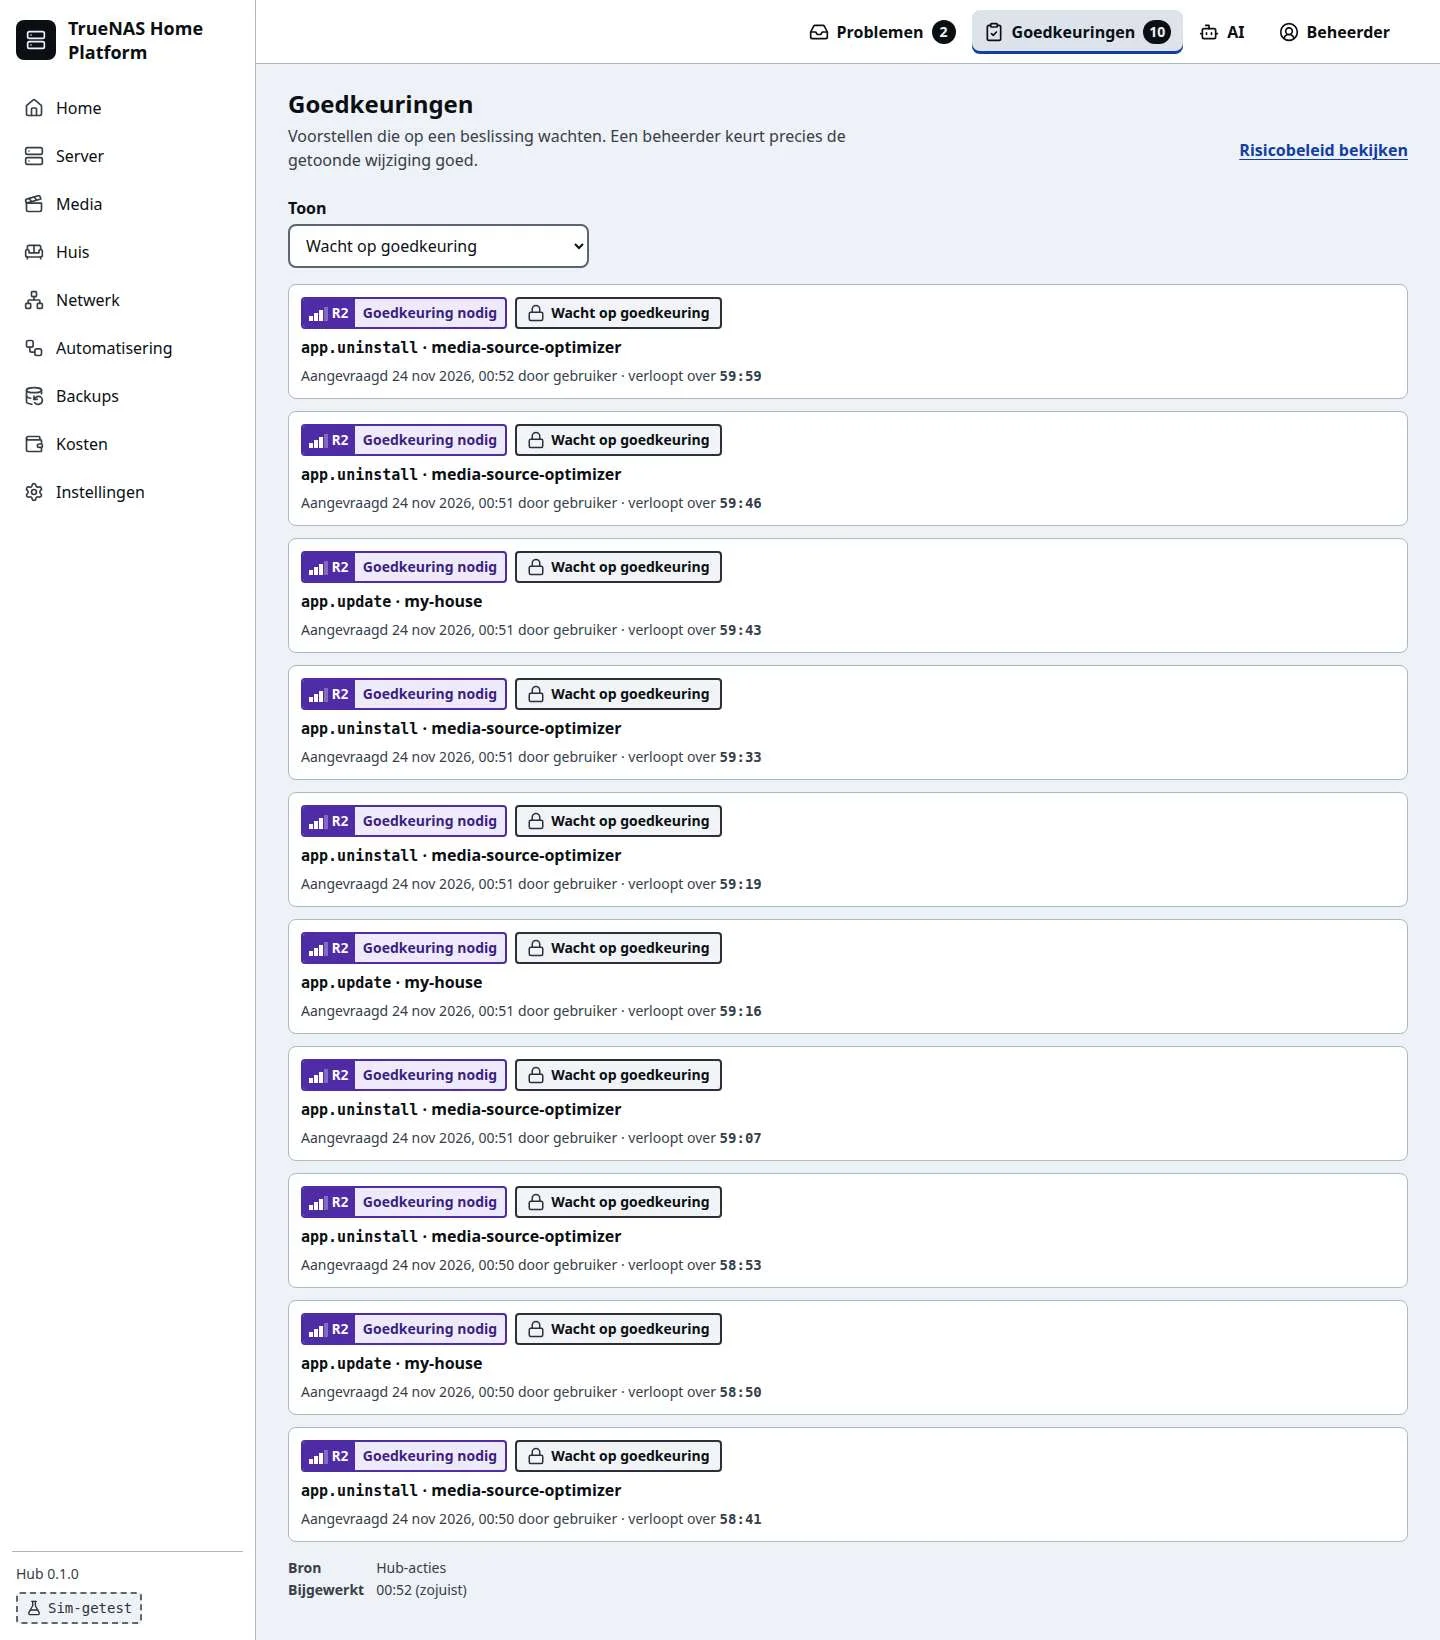 TrueNAS Home
Platform
Home
Server
Media
Huis
Netwerk
Automatisering
Backups
Kosten
Instellingen
Hub 0.1.0
Sim-getest
Problemen 2
Goedkeuringen 10
AI
Beheerder
Goedkeuringen
Voorstellen die op een beslissing wachten. Een beheerder keurt precies de
getoonde wijziging goed.
Risicobeleid bekijken
Toon
Wacht op goedkeuring
R2 Goedkeuring nodig Wacht op goedkeuring
app.uninstall · media-source-optimizer
Aangevraagd 24 nov 2026, 00:52 door gebruiker · verloopt over 59:59
R2 Goedkeuring nodig Wacht op goedkeuring
app.uninstall · media-source-optimizer
Aangevraagd 24 nov 2026, 00:51 door gebruiker · verloopt over 59:46
R2 Goedkeuring nodig Wacht op goedkeuring
app.update · my-house
Aangevraagd 24 nov 2026, 00:51 door gebruiker · verloopt over 59:43
R2 Goedkeuring nodig Wacht op goedkeuring
app.uninstall · media-source-optimizer
Aangevraagd 24 nov 2026, 00:51 door gebruiker · verloopt over 59:33
R2 Goedkeuring nodig Wacht op goedkeuring
app.uninstall · media-source-optimizer
Aangevraagd 24 nov 2026, 00:51 door gebruiker · verloopt over 59:19
R2 Goedkeuring nodig Wacht op goedkeuring
app.update · my-house
Aangevraagd 24 nov 2026, 00:51 door gebruiker · verloopt over 59:16
R2 Goedkeuring nodig Wacht op goedkeuring
app.uninstall · media-source-optimizer
Aangevraagd 24 nov 2026, 00:51 door gebruiker · verloopt over 59:07
R2 Goedkeuring nodig Wacht op goedkeuring
app.uninstall · media-source-optimizer
Aangevraagd 24 nov 2026, 00:50 door gebruiker · verloopt over 58:53
R2 Goedkeuring nodig Wacht op goedkeuring
app.update · my-house
Aangevraagd 24 nov 2026, 00:50 door gebruiker · verloopt over 58:50
R2 Goedkeuring nodig Wacht op goedkeuring
app.uninstall · media-source-optimizer
Aangevraagd 24 nov 2026, 00:50 door gebruiker · verloopt over 58:41
Bron Hub-acties
Bijgewerkt 00:52 (zojuist)